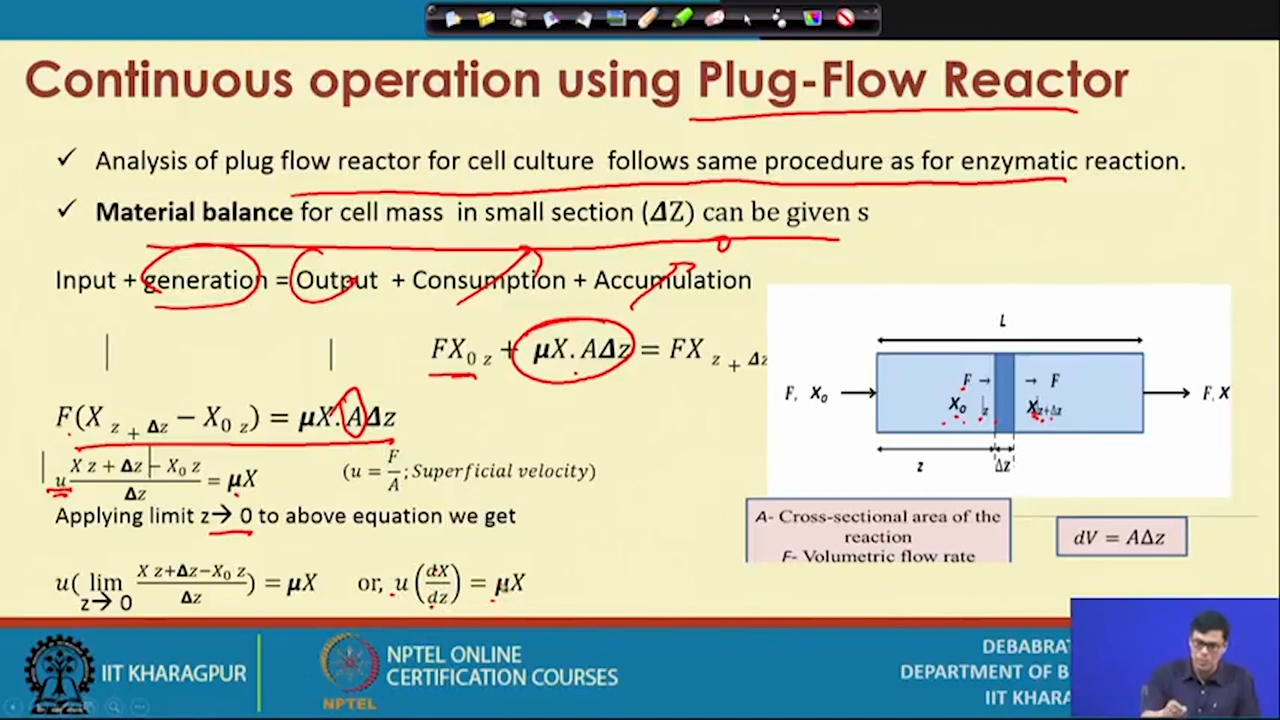 Continuous operation using Plug-Flow Reactor
✓ Analysis of plug flow reactor for cell culture follows same procedure as for enzymatic reaction.
✓ Material balance for cell mass in small section (ΔZ) can be given s
Input + generation = Output + Consumption + Accumulation
FX₀ z + μX. AΔz = FX z + Δz
F(X z + Δz − X₀ z) = μX. AΔz
u (X z + Δz − X₀ z)/Δz = μX (u = F/A; Superficial velocity)
Applying limit z→ 0 to above equation we get
u( lim z→ 0 (X z+Δz−X₀ z)/Δz ) = μX or, u (dX/dz) = μX
L
F, X₀
F → → F
F, X
X₀ |z X|z+Δz
z Δz
A- Cross-sectional area of the
reaction
F- Volumetric flow rate
dV = AΔz
IIT KHARAGPUR
NPTEL
NPTEL ONLINE
CERTIFICATION COURSES
DEBABRAT
DEPARTMENT OF B
IIT KHARA